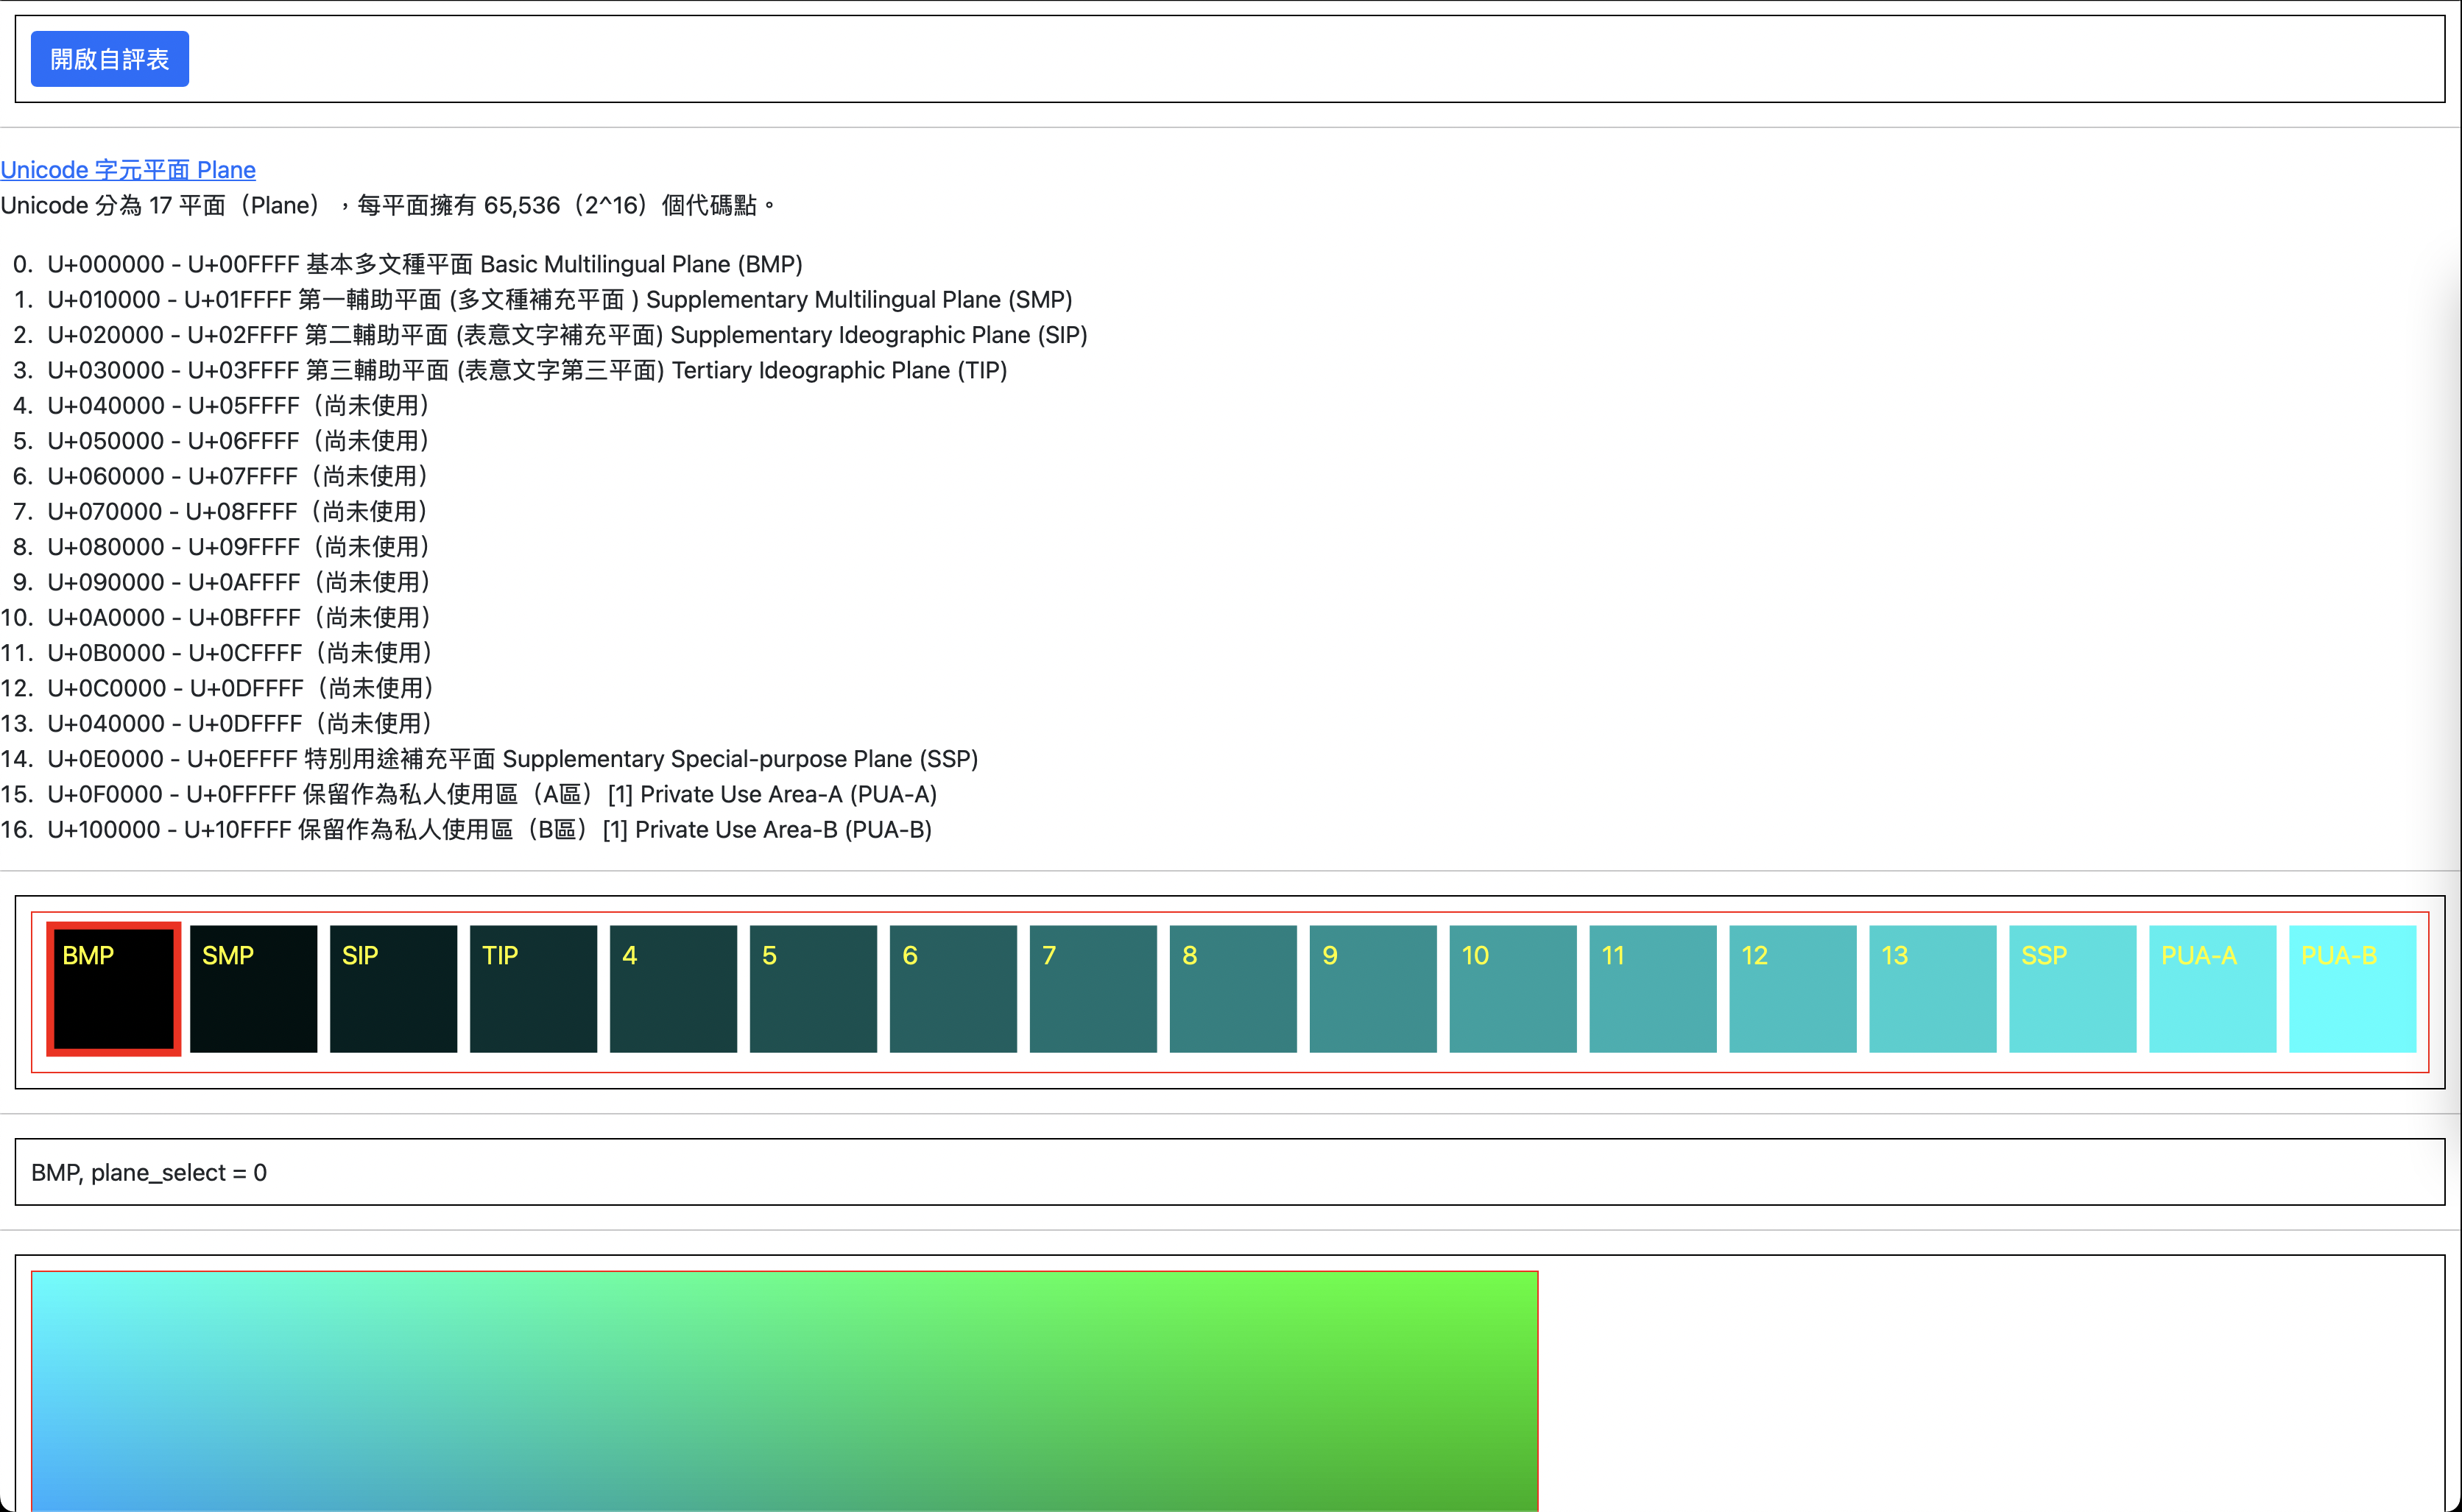 開啟自評表
Unicode 字元平面 Plane
Unicode 分為 17 平面（Plane），每平面擁有 65,536（2^16）個代碼點。
0. U+000000 - U+00FFFF 基本多文種平面 Basic Multilingual Plane (BMP)
1. U+010000 - U+01FFFF 第一輔助平面 (多文種補充平面 ) Supplementary Multilingual Plane (SMP)
2. U+020000 - U+02FFFF 第二輔助平面 (表意文字補充平面) Supplementary Ideographic Plane (SIP)
3. U+030000 - U+03FFFF 第三輔助平面 (表意文字第三平面) Tertiary Ideographic Plane (TIP)
4. U+040000 - U+05FFFF（尚未使用）
5. U+050000 - U+06FFFF（尚未使用）
6. U+060000 - U+07FFFF（尚未使用）
7. U+070000 - U+08FFFF（尚未使用）
8. U+080000 - U+09FFFF（尚未使用）
9. U+090000 - U+0AFFFF（尚未使用）
10. U+0A0000 - U+0BFFFF（尚未使用）
11. U+0B0000 - U+0CFFFF（尚未使用）
12. U+0C0000 - U+0DFFFF（尚未使用）
13. U+040000 - U+0DFFFF（尚未使用）
14. U+0E0000 - U+0EFFFF 特別用途補充平面 Supplementary Special-purpose Plane (SSP)
15. U+0F0000 - U+0FFFFF 保留作為私人使用區（A區）[1] Private Use Area-A (PUA-A)
16. U+100000 - U+10FFFF 保留作為私人使用區（B區）[1] Private Use Area-B (PUA-B)
BMP SMP SIP TIP 4 5 6 7 8 9 10 11 12 13 SSP PUA-A PUA-B
BMP, plane_select = 0